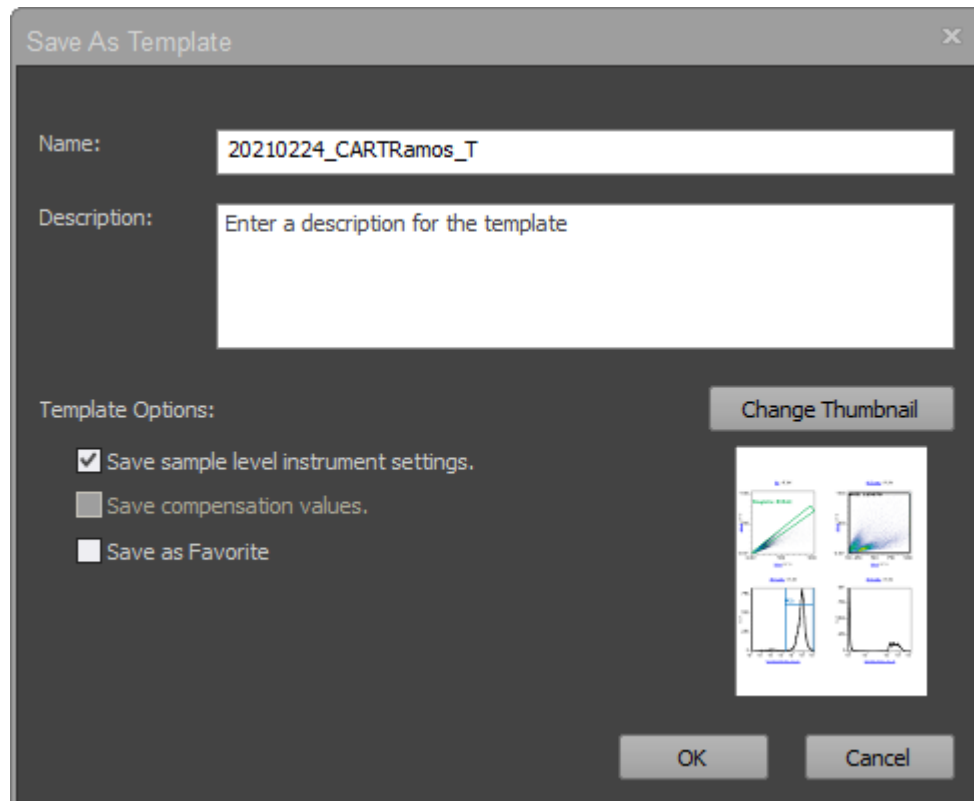 Save As Template
Name:
20210224_CARTRamos_T
Description:
Enter a description for the template
Template Options:
Change Thumbnail
Save sample level instrument settings.
Save compensation values.
Save as Favorite
OK
Cancel